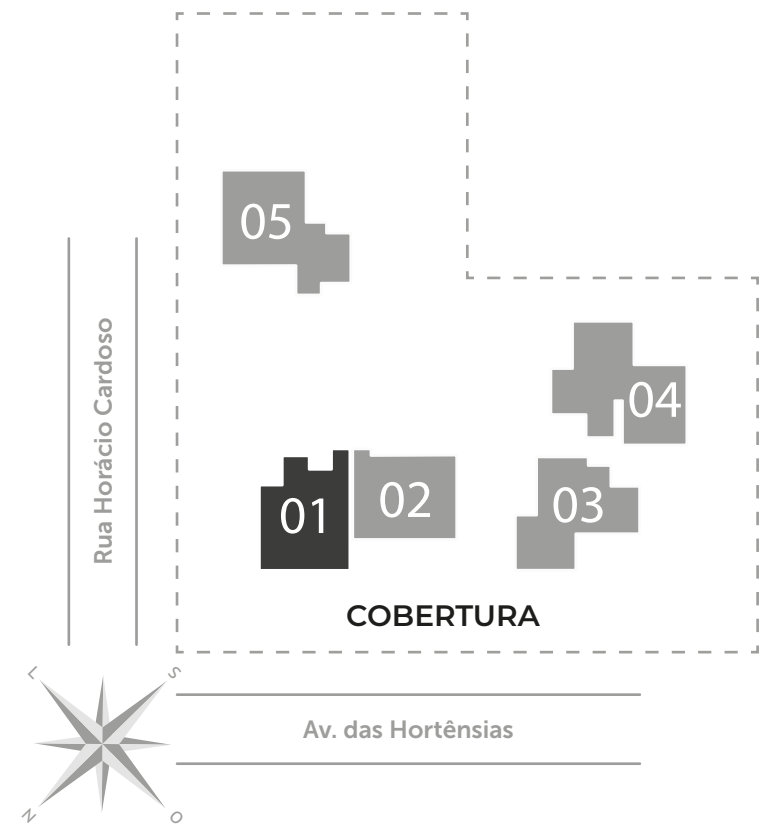 05
04
01
02
03
Rua Horácio Cardoso
COBERTURA
L
S
Av. das Hortênsias
N
O